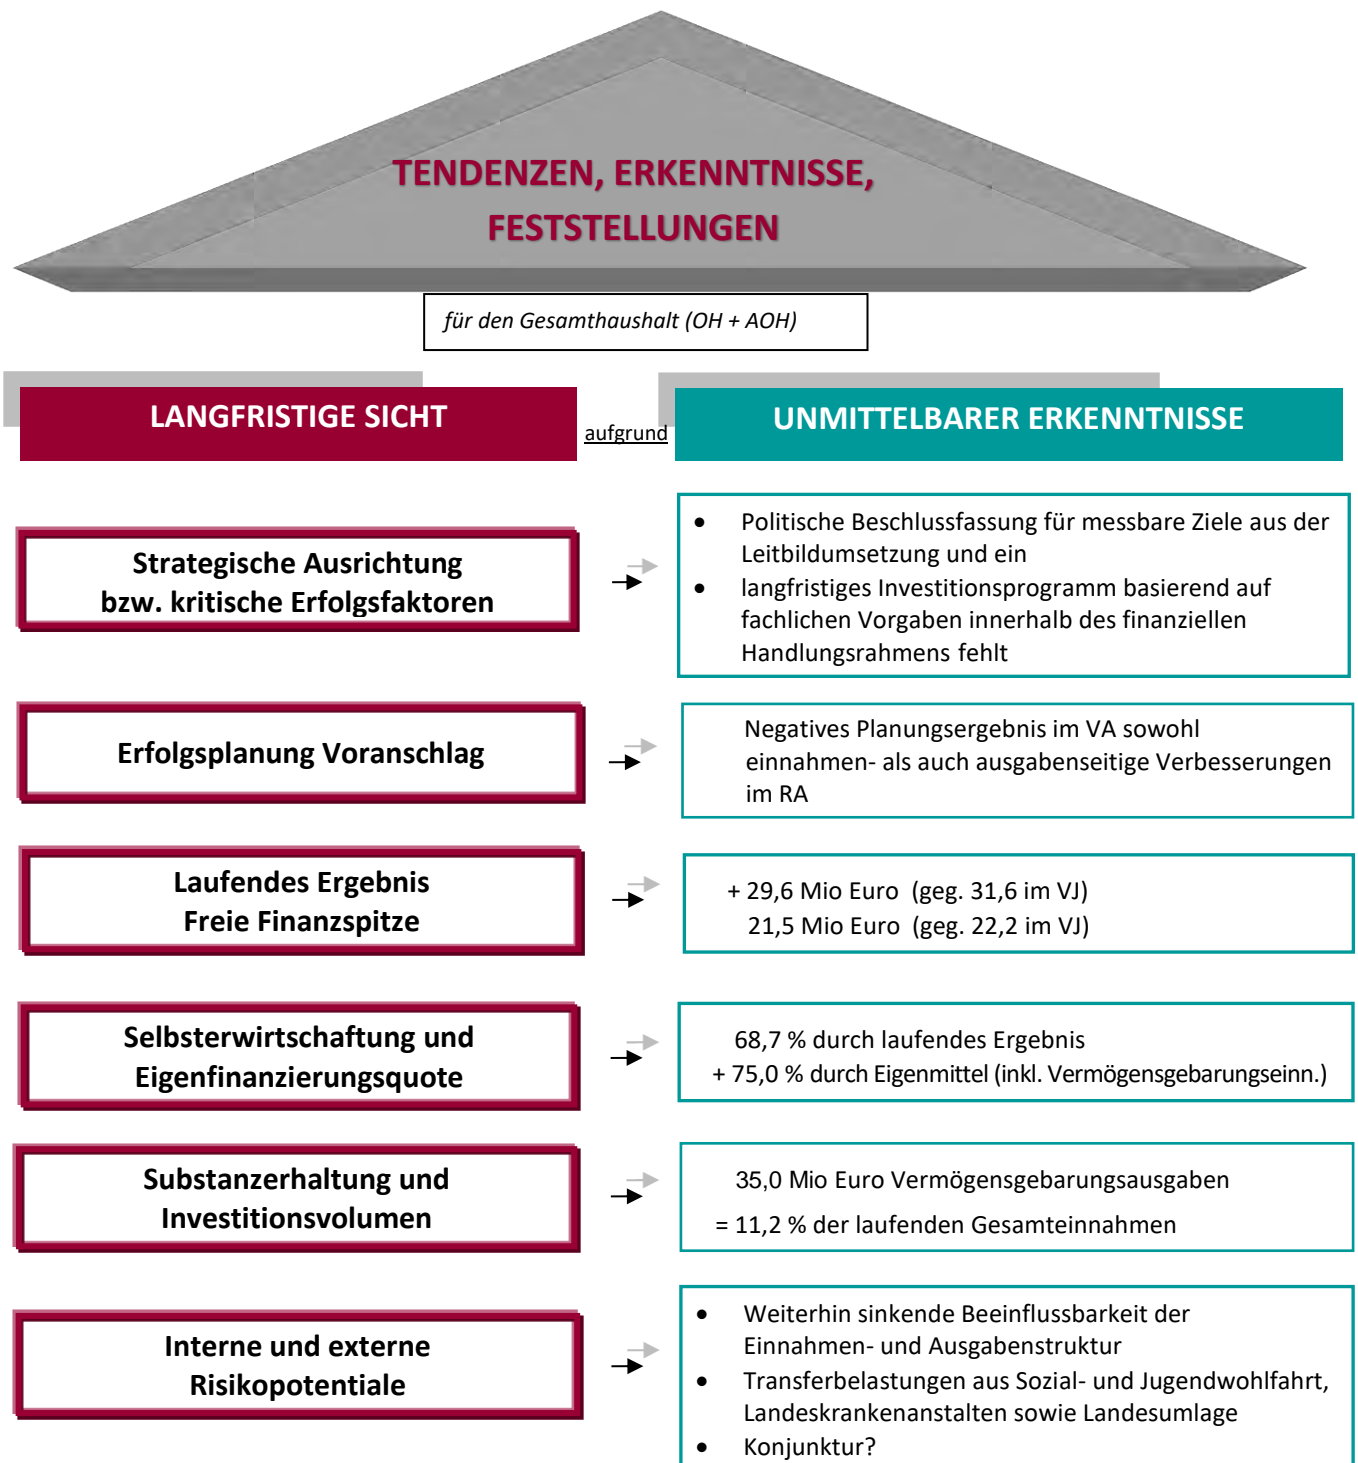 TENDENZEN, ERKENNTNISSE,
FESTSTELLUNGEN
für den Gesamthaushalt (OH + AOH)
LANGFRISTIGE SICHT
aufgrund
UNMITTELBARER ERKENNTNISSE
Strategische Ausrichtung
bzw. kritische Erfolgsfaktoren
• Politische Beschlussfassung für messbare Ziele aus der
Leitbildumsetzung und ein
• langfristiges Investitionsprogramm basierend auf
fachlichen Vorgaben innerhalb des finanziellen
Handlungsrahmens fehlt
Erfolgsplanung Voranschlag
Negatives Planungsergebnis im VA sowohl
einnahmen- als auch ausgabenseitige Verbesserungen
im RA
Laufendes Ergebnis
Freie Finanzspitze
+ 29,6 Mio Euro (geg. 31,6 im VJ)
21,5 Mio Euro (geg. 22,2 im VJ)
Selbsterwirtschaftung und
Eigenfinanzierungsquote
68,7 % durch laufendes Ergebnis
+ 75,0 % durch Eigenmittel (inkl. Vermögensgebarungseinn.)
Substanzerhaltung und
Investitionsvolumen
35,0 Mio Euro Vermögensgebarungsausgaben
= 11,2 % der laufenden Gesamteinnahmen
Interne und externe
Risikopotentiale
• Weiterhin sinkende Beeinflussbarkeit der
Einnahmen- und Ausgabenstruktur
• Transferbelastungen aus Sozial- und Jugendwohlfahrt,
Landeskrankenanstalten sowie Landesumlage
• Konjunktur?